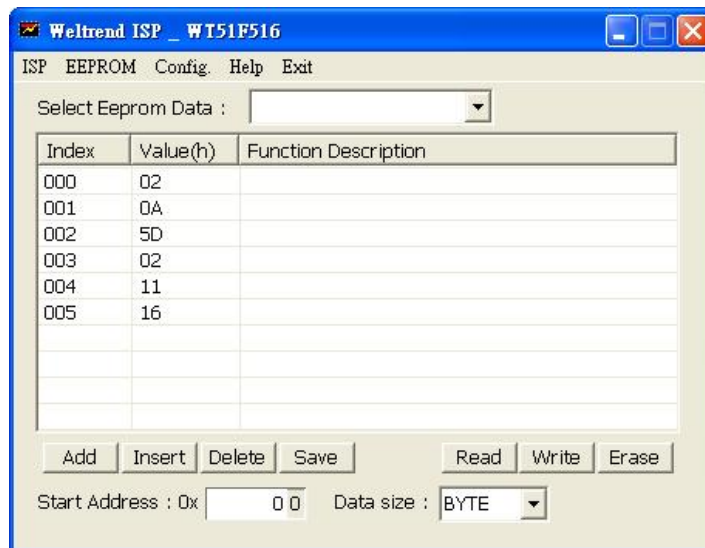 Weltrend ISP _ WT51F516
ISP EEPROM Config. Help Exit
Select Eeprom Data :
Index Value(h) Function Description
000 02
001 0A
002 5D
003 02
004 11
005 16
Add Insert Delete Save Read Write Erase
Start Address : 0x 0 0 Data size : BYTE